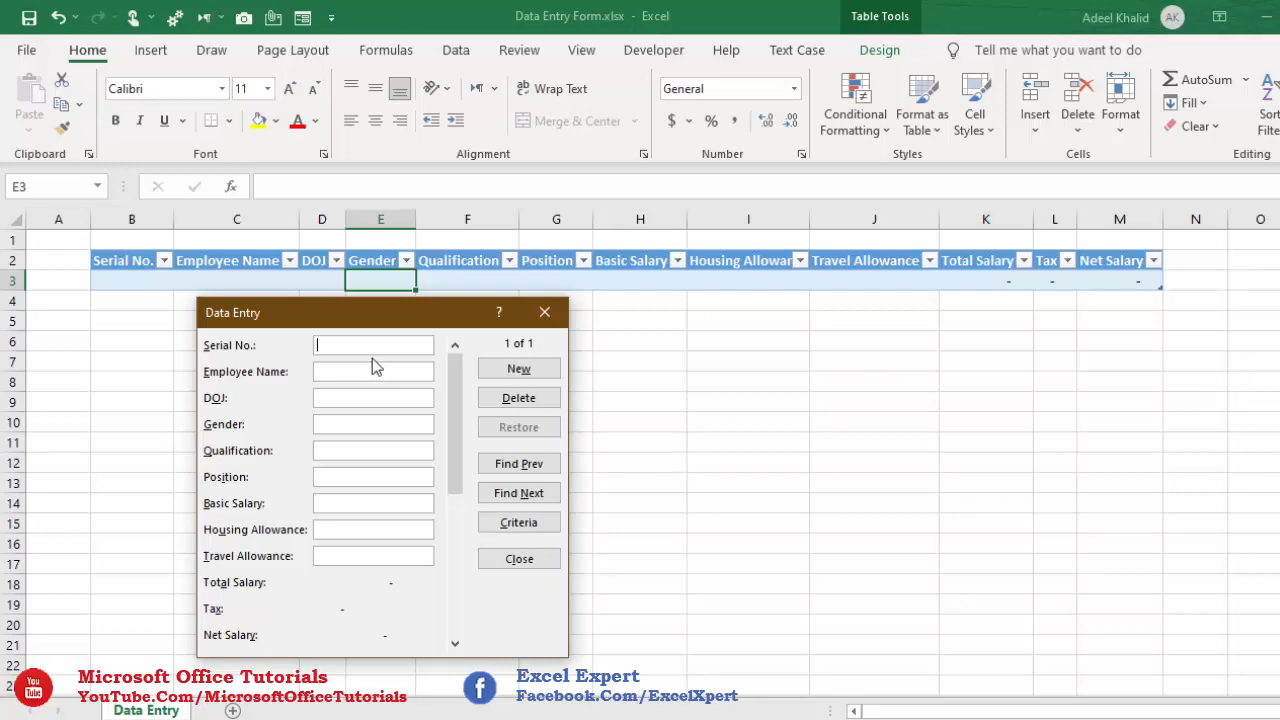 Data Entry Form.xlsx - Excel
Table Tools
Adeel Khalid
AK
File
Home
Insert
Draw
Page Layout
Formulas
Data
Review
View
Developer
Help
Text Case
Design
Tell me what you want to do
Paste
Calibri
11
Wrap Text
General
Conditional
Formatting
Format as
Table
Cell
Styles
Insert
Delete
Format
AutoSum
Fill
B I U
Merge & Center
$ % ,
Clear
Clipboard
Font
Alignment
Number
Styles
Cells
Editing
E3
fx
A B C D E F G H I J K L M N O
1
2 Serial No. Employee Name DOJ Gender Qualification Position Basic Salary Housing Allowar Travel Allowance Total Salary Tax Net Salary
3 - - -
4
5
6
7
8
9
10
11
12
13
14
15
16
17
18
19
20
21
22
Data Entry
?
Serial No.:
1 of 1
Employee Name:
New
DOJ:
Delete
Gender:
Restore
Qualification:
Find Prev
Position:
Find Next
Basic Salary:
Criteria
Housing Allowance:
Travel Allowance:
Close
Total Salary: -
Tax: -
Net Salary: -
You
Tube
Microsoft Office Tutorials
YouTube.Com/MicrosoftOfficeTutorials
f
Excel Expert
Facebook.Com/ExcelXpert
Data Entry